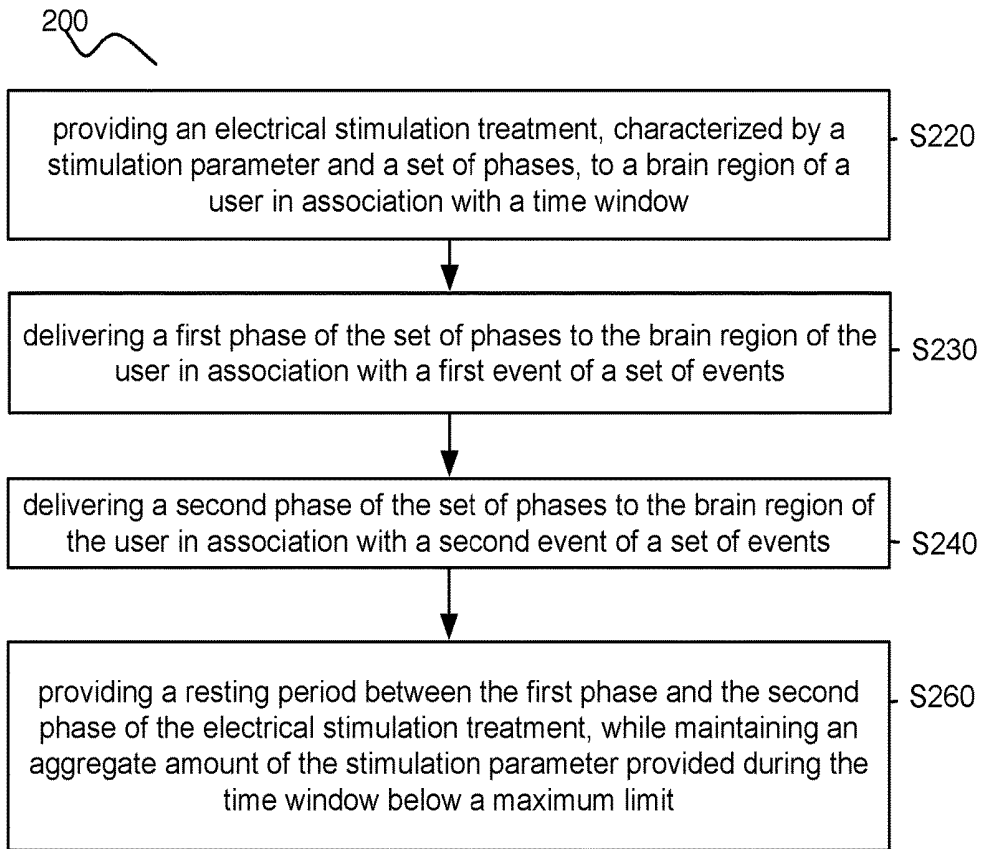 200
providing an electrical stimulation treatment, characterized by a
stimulation parameter and a set of phases, to a brain region of a
user in association with a time window
S220
delivering a first phase of the set of phases to the brain region of the
user in association with a first event of a set of events
S230
delivering a second phase of the set of phases to the brain region of
the user in association with a second event of a set of events
S240
providing a resting period between the first phase and the second
phase of the electrical stimulation treatment, while maintaining an
aggregate amount of the stimulation parameter provided during the
time window below a maximum limit
S260